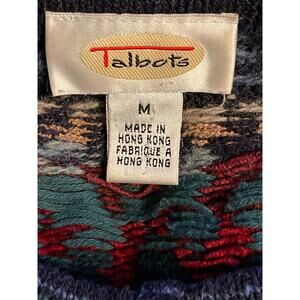 Talbots
M
MADE IN
HONG KONG
FABRIQUE A
HONG KONG